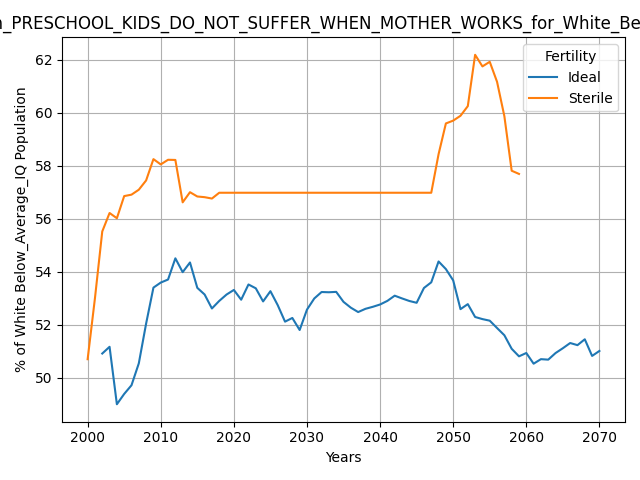 _PRESCHOOL_KIDS_DO_NOT_SUFFER_WHEN_MOTHER_WORKS_for_White_Be
Fertility
Ideal
Sterile
% of White Below_Average_IQ Population
62
60
58
56
54
52
50
2000 2010 2020 2030 2040 2050 2060 2070
Years